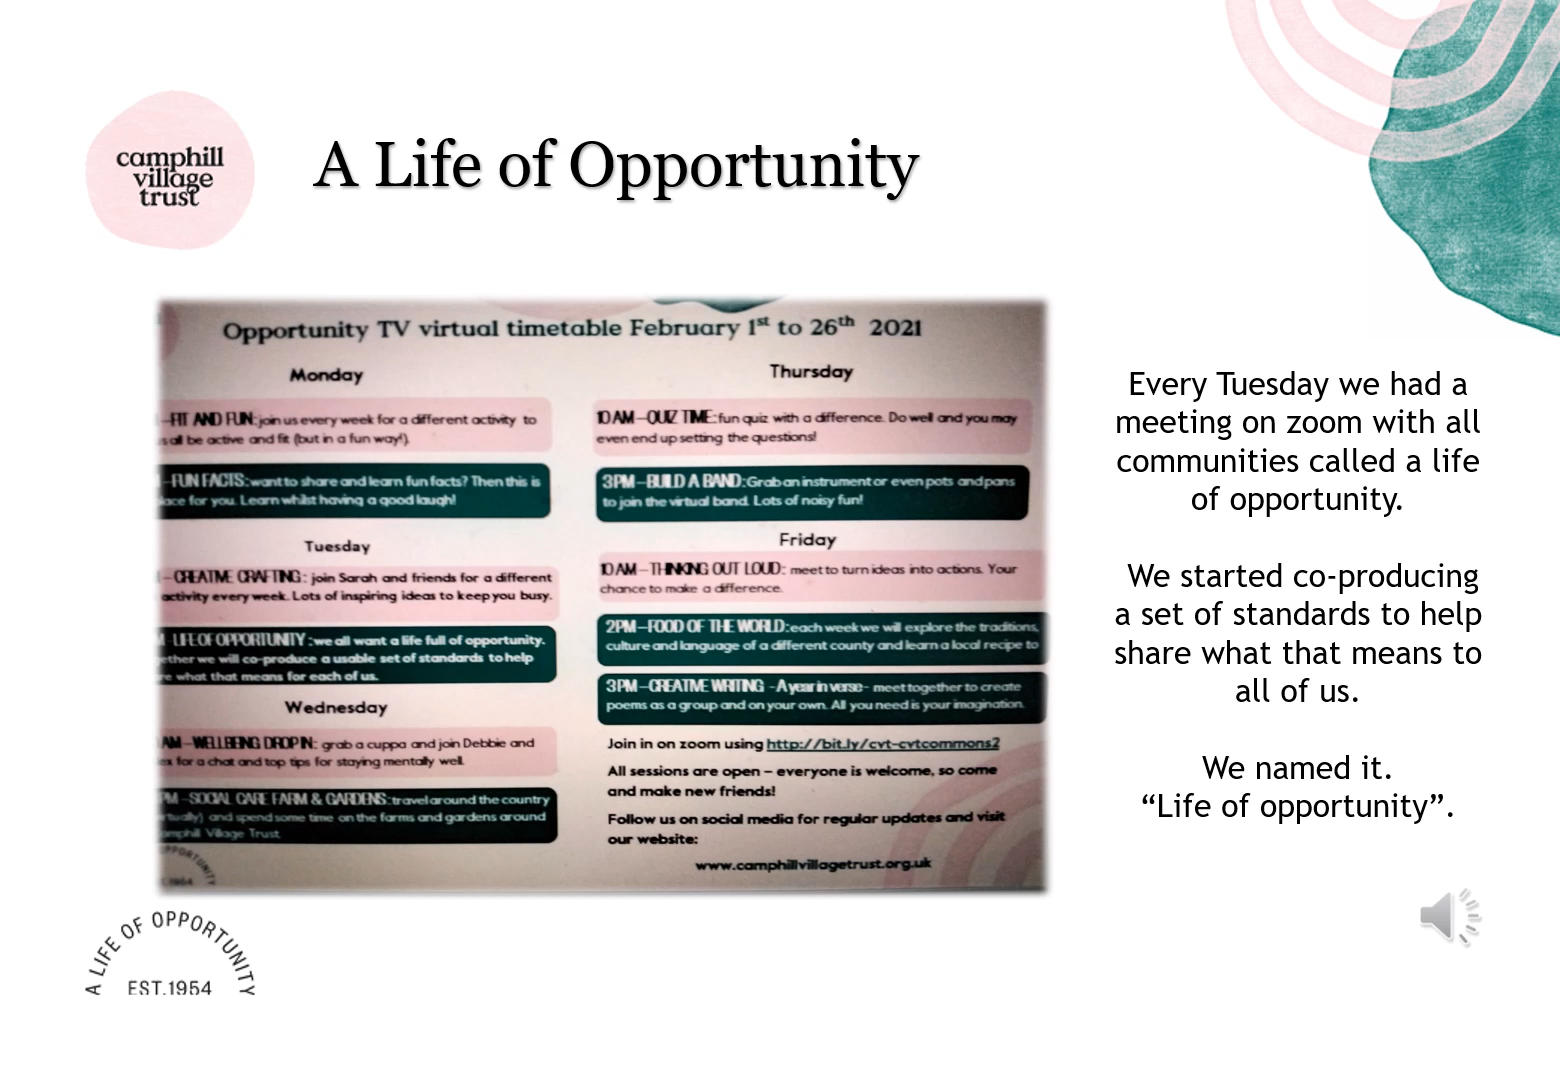 camphill
village
trust
A Life of Opportunity
Opportunity TV virtual timetable February 1st to 26th 2021
Monday
–FIT AND FUN: join us every week for a different activity to
all be active and fit (but in a fun way!).
–FUN FACTS: want to share and learn fun facts? Then this is
for you. Learn whilst having a good laugh!
Tuesday
– CREATIVE CRAFTING: join Sarah and friends for a different
activity every week. Lots of inspiring ideas to keep you busy.
–LIFE OF OPPORTUNITY: we all want a life full of opportunity.
we will co-produce a usable set of standards to help
what that means for each of us.
Wednesday
AM –WELLBEING DROP IN: grab a cuppa and join Debbie and
for a chat and top tips for staying mentally well.
PM –SOCIAL CARE FARM & GARDENS: travel around the country
and spend some time on the farms and gardens around
Village Trust
Thursday
10AM –QUIZ TIME: fun quiz with a difference. Do well and you may
even end up setting the questions!
3PM –BUILD A BAND: Grab an instrument or even pots and pans
to join the virtual band. Lots of noisy fun!
Friday
10AM –THINKING OUT LOUD: meet to turn ideas into actions. Your
chance to make a difference.
2PM –FOOD OF THE WORLD: each week we will explore the traditions,
culture and language of a different county and learn a local recipe to
3PM –CREATIVE WRITING -A year in verse- meet together to create
poems as a group and on your own. All you need is your imagination.
Join in on zoom using http://bit.ly/cvt-cvtcommons2
All sessions are open – everyone is welcome, so come
and make new friends!
Follow us on social media for regular updates and visit
our website:
www.camphillvillagetrust.org.uk
Every Tuesday we had a
meeting on zoom with all
communities called a life
of opportunity.
We started co-producing
a set of standards to help
share what that means to
all of us.
We named it.
“Life of opportunity”.
A LIFE OF OPPORTUNITY
EST.1954